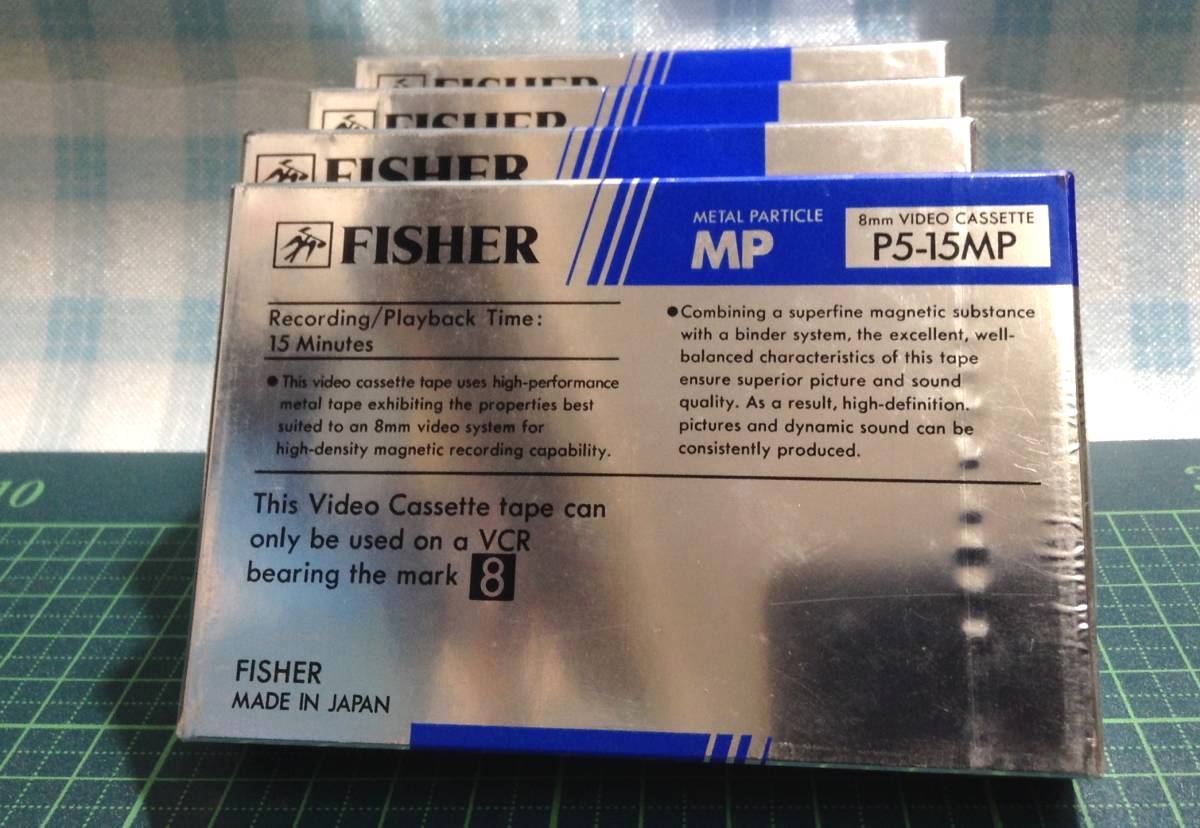 FISHER
FISHER
FISHER
FISHER
METAL PARTICLE
MP
8mm VIDEO CASSETTE
P5-15MP
Recording/Playback Time:
15 Minutes
●This video cassette tape uses high-performance
metal tape exhibiting the properties best
suited to an 8mm video system for
high-density magnetic recording capability.
●Combining a superfine magnetic substance
with a binder system, the excellent, well-
balanced characteristics of this tape
ensure superior picture and sound
quality. As a result, high-definition.
pictures and dynamic sound can be
consistently produced.
This Video Cassette tape can
only be used on a VCR
bearing the mark 8
FISHER
MADE IN JAPAN
10